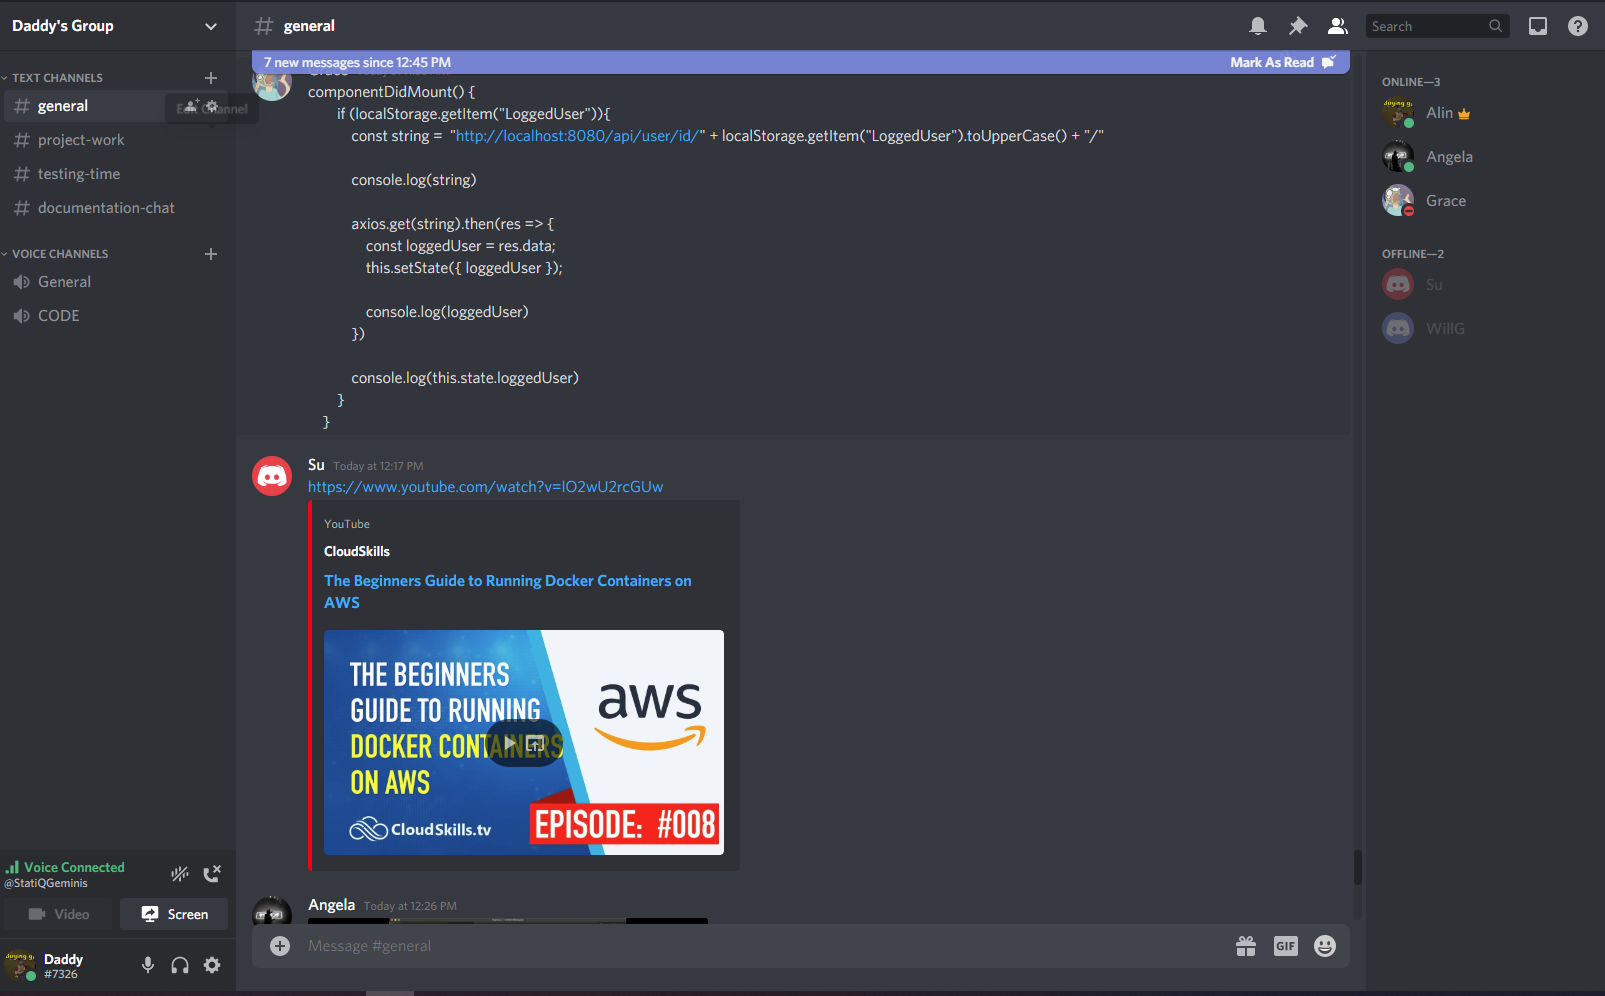 Daddy's Group
general
Search
7 new messages since 12:45 PM
Mark As Read
TEXT CHANNELS
general
Edit Channel
project-work
testing-time
documentation-chat
VOICE CHANNELS
General
CODE
componentDidMount() {
if (localStorage.getItem("LoggedUser")){
const string = "http://localhost:8080/api/user/id/" + localStorage.getItem("LoggedUser").toUpperCase() + "/"
console.log(string)
axios.get(string).then(res => {
const loggedUser = res.data;
this.setState({ loggedUser });
console.log(loggedUser)
})
console.log(this.state.loggedUser)
}
}
Su Today at 12:17 PM
https://www.youtube.com/watch?v=lO2wU2rcGUw
YouTube
CloudSkills
The Beginners Guide to Running Docker Containers on
AWS
THE BEGINNERS
GUIDE TO RUNNING
DOCKER CONTAINERS
ON AWS
CloudSkills.tv
aws
EPISODE: #008
Angela Today at 12:26 PM
Message #general
GIF
ONLINE—3
Alin
Angela
Grace
OFFLINE—2
Su
WillG
Voice Connected
@StatiQGeminis
Video
Screen
Daddy
#7326